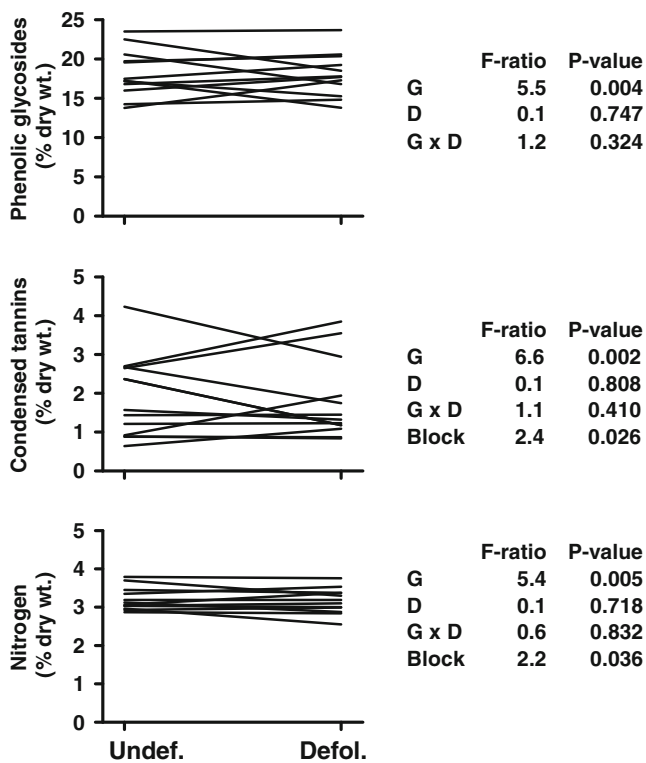 Phenolic glycosides
(% dry wt.)
25
20
15
10
5
0
F-ratio P-value
G 5.5 0.004
D 0.1 0.747
G x D 1.2 0.324
Condensed tannins
(% dry wt.)
5
4
3
2
1
0
F-ratio P-value
G 6.6 0.002
D 0.1 0.808
G x D 1.1 0.410
Block 2.4 0.026
Nitrogen
(% dry wt.)
5
4
3
2
1
0
F-ratio P-value
G 5.4 0.005
D 0.1 0.718
G x D 0.6 0.832
Block 2.2 0.036
Undef. Defol.